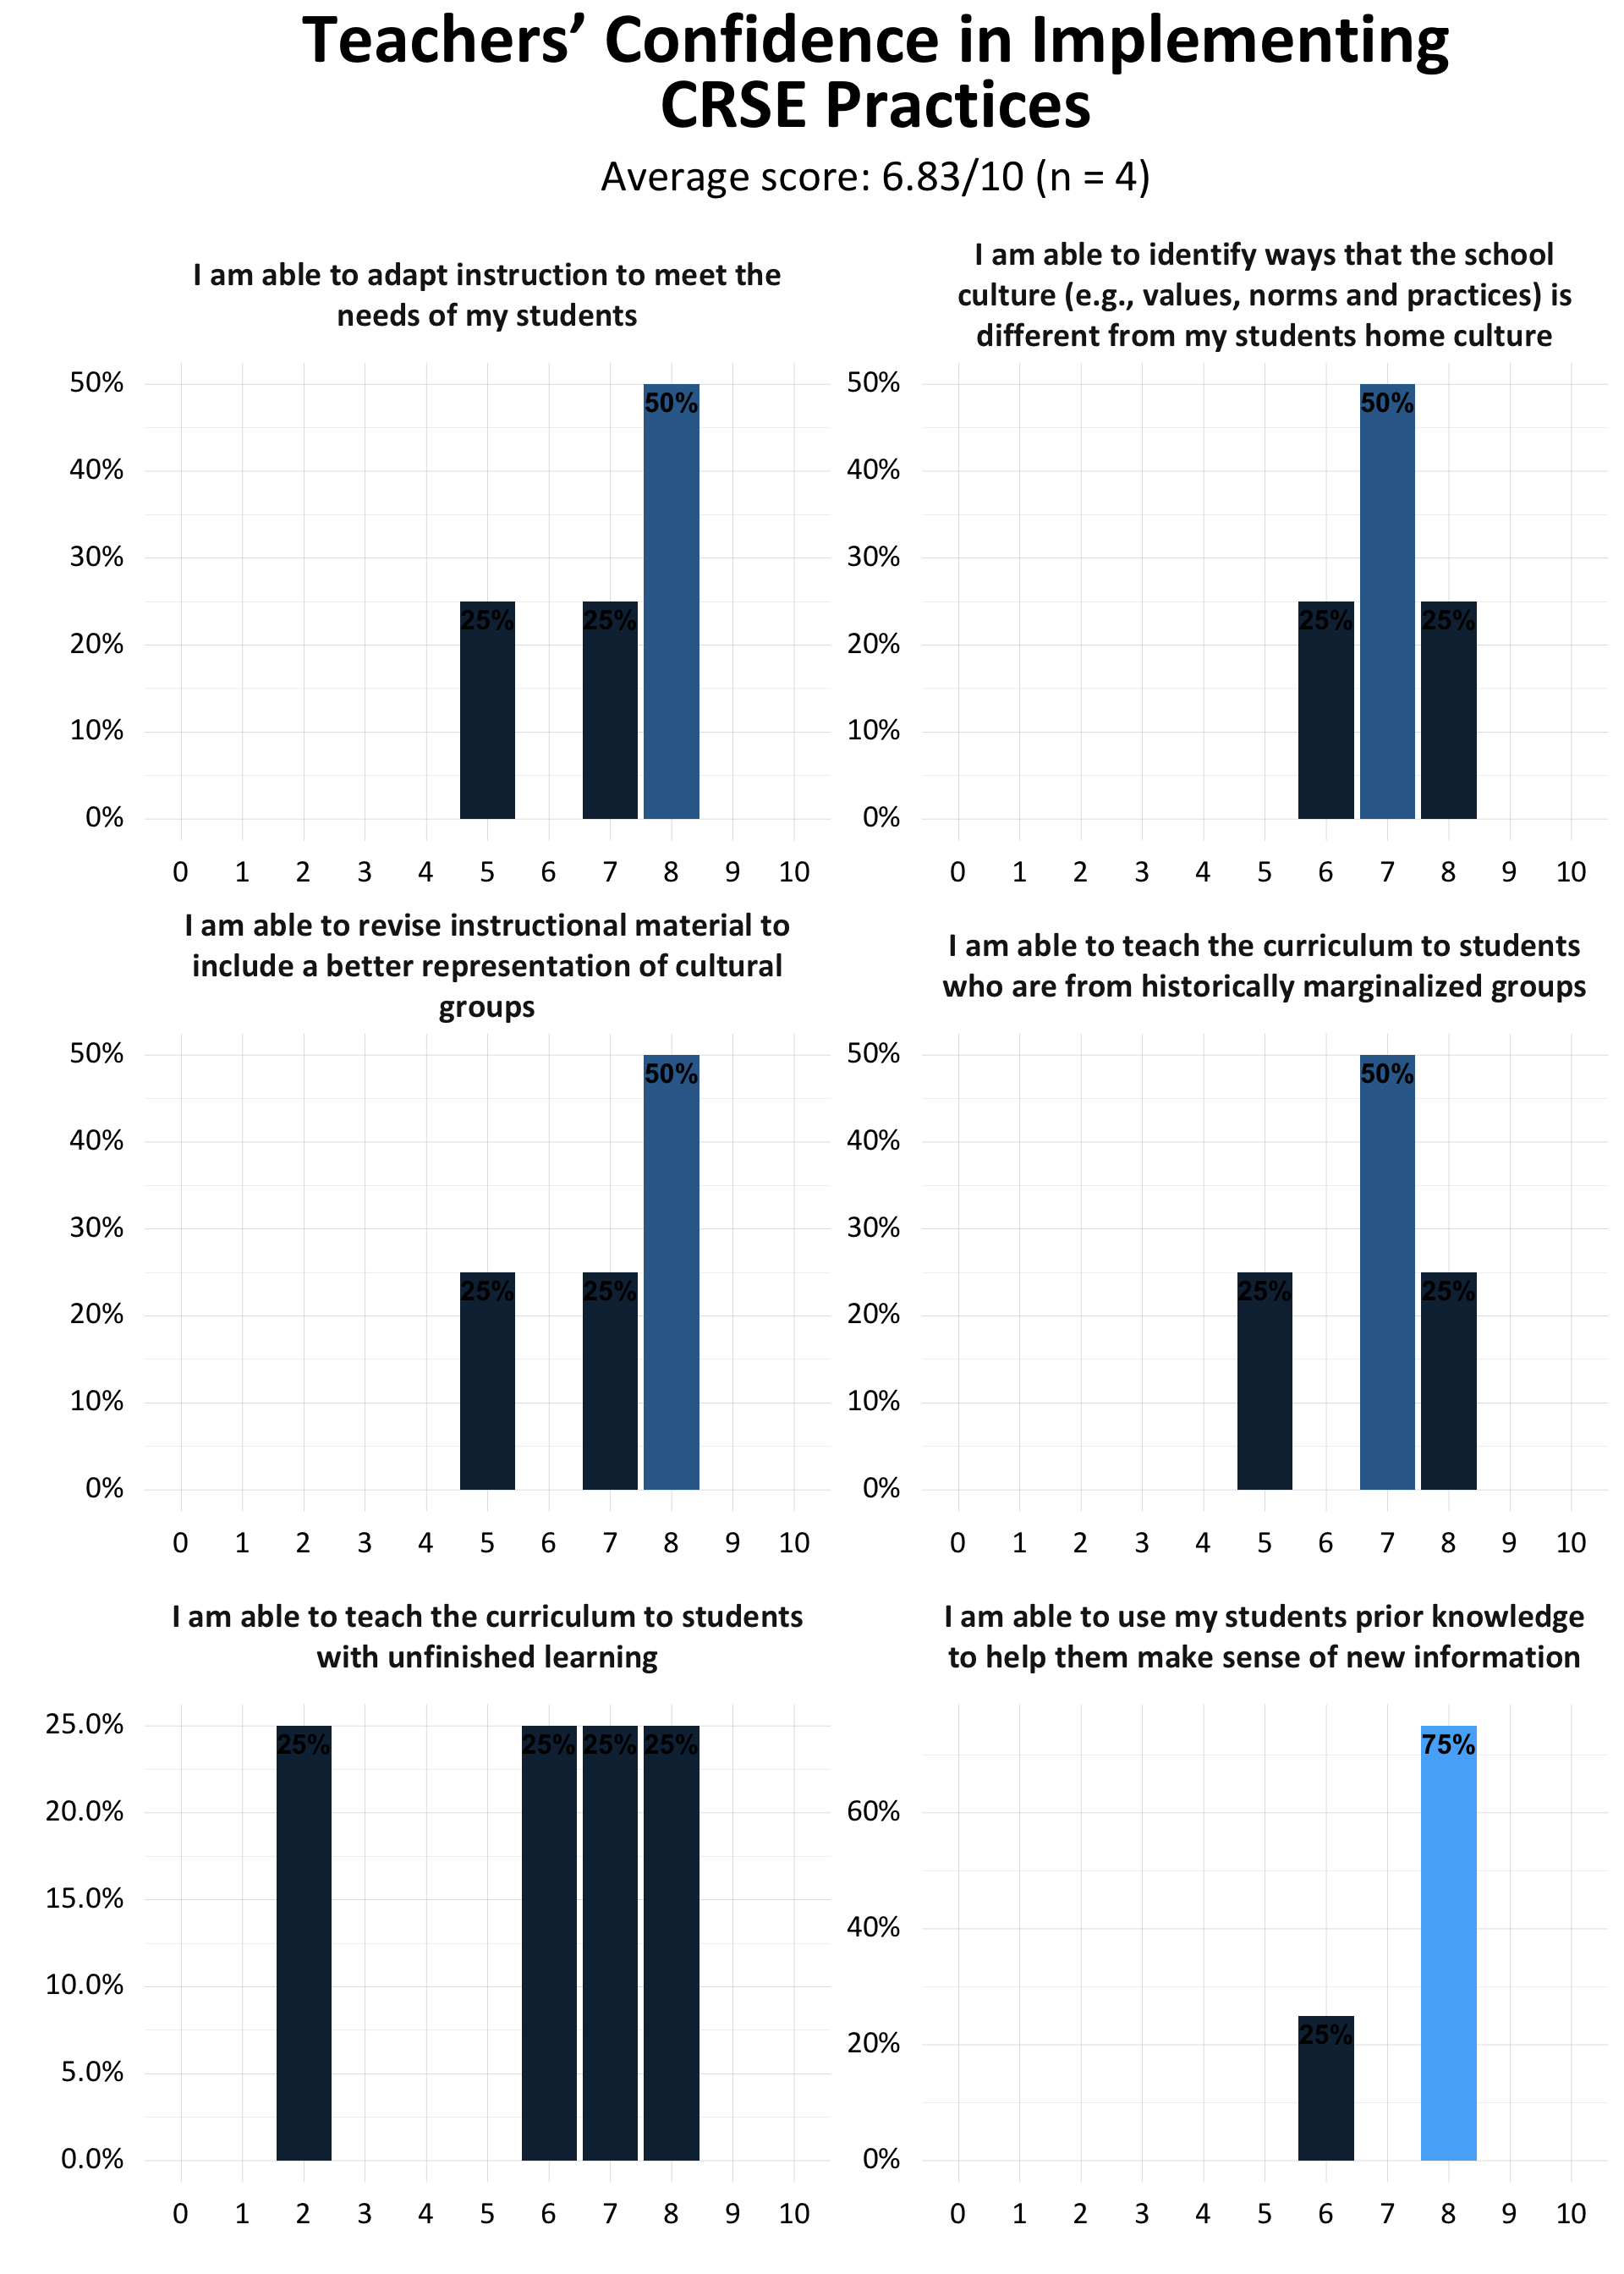 Teachers’ Confidence in Implementing
CRSE Practices
Average score: 6.83/10 (n = 4)
I am able to adapt instruction to meet the
needs of my students
50%
40%
30%
20%
10%
0%
25%
25%
50%
0 1 2 3 4 5 6 7 8 9 10
I am able to identify ways that the school
culture (e.g., values, norms and practices) is
different from my students home culture
50%
40%
30%
20%
10%
0%
25%
50%
25%
0 1 2 3 4 5 6 7 8 9 10
I am able to revise instructional material to
include a better representation of cultural
groups
50%
40%
30%
20%
10%
0%
25%
25%
50%
0 1 2 3 4 5 6 7 8 9 10
I am able to teach the curriculum to students
who are from historically marginalized groups
50%
40%
30%
20%
10%
0%
25%
50%
25%
0 1 2 3 4 5 6 7 8 9 10
I am able to teach the curriculum to students
with unfinished learning
25.0%
20.0%
15.0%
10.0%
5.0%
0.0%
25%
25%
25%
25%
0 1 2 3 4 5 6 7 8 9 10
I am able to use my students prior knowledge
to help them make sense of new information
60%
40%
20%
0%
25%
75%
0 1 2 3 4 5 6 7 8 9 10